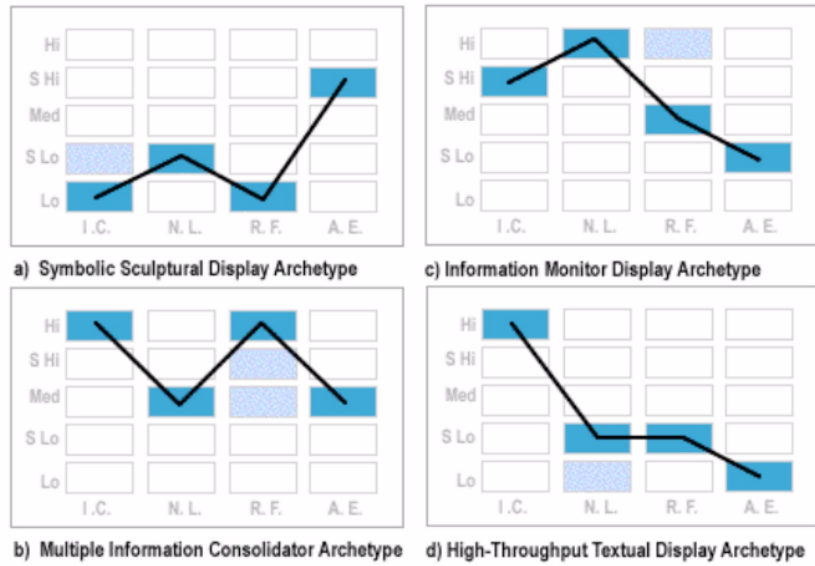 Hi
S Hi
Med
S Lo
Lo
I.C. N. L. R. F. A. E.
a) Symbolic Sculptural Display Archetype
Hi
S Hi
Med
S Lo
Lo
I.C. N. L. R. F. A. E.
c) Information Monitor Display Archetype
Hi
S Hi
Med
S Lo
Lo
I.C. N. L. R. F. A. E.
b) Multiple Information Consolidator Archetype
Hi
S Hi
Med
S Lo
Lo
I.C. N. L. R. F. A. E.
d) High-Throughput Textual Display Archetype